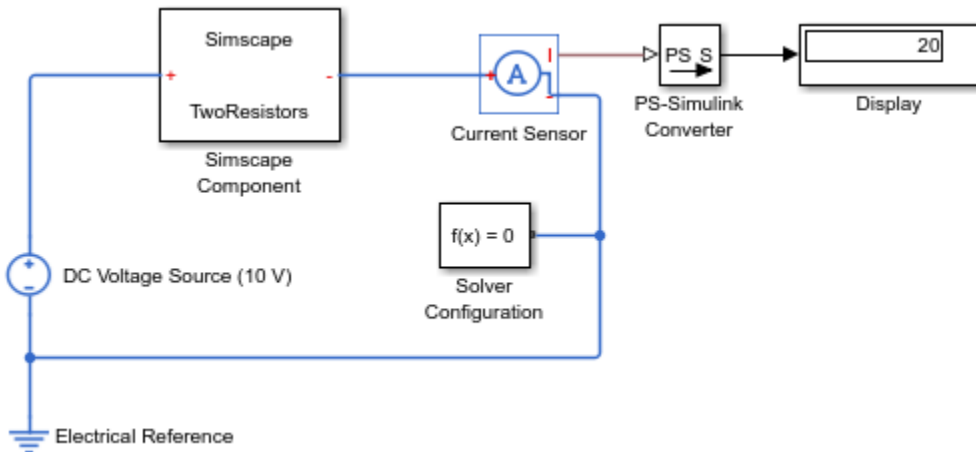 Simscape
TwoResistors
Simscape
Component
+
-
A
I
+
-
Current Sensor
PS S
PS-Simulink
Converter
20
Display
f(x) = 0
Solver
Configuration
+
-
DC Voltage Source (10 V)
Electrical Reference